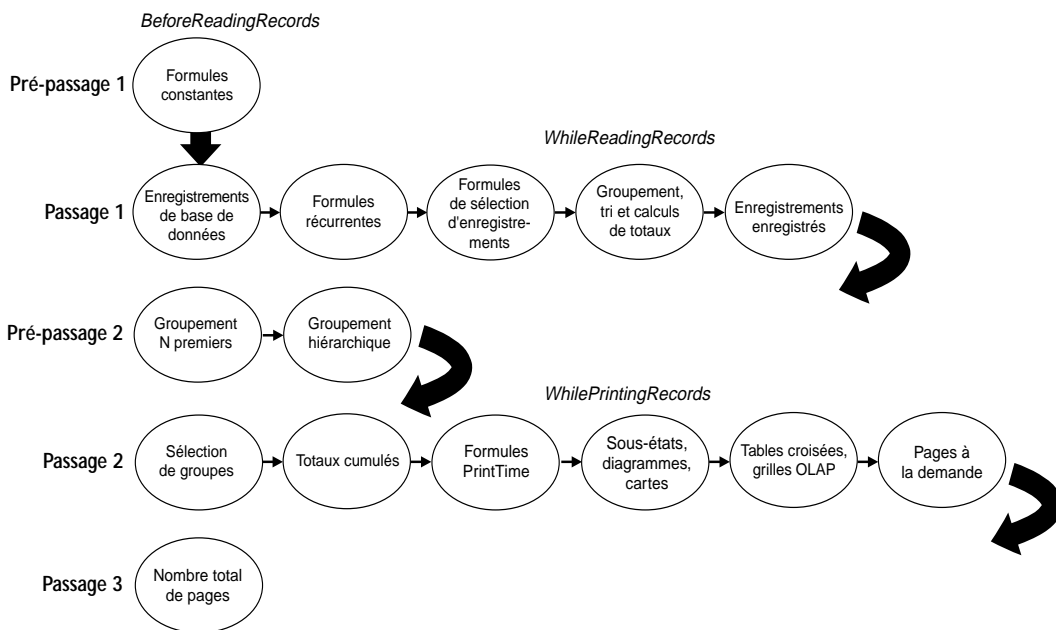 BeforeReadingRecords
Pré-passage 1
Formules
constantes
WhileReadingRecords
Passage 1
Enregistrements
de base de
données
Formules
récurrentes
Formules
de sélection
d'enregistre-
ments
Groupement,
tri et calculs
de totaux
Enregistrements
enregistrés
Pré-passage 2
Groupement
N premiers
Groupement
hiérarchique
WhilePrintingRecords
Passage 2
Sélection
de groupes
Totaux cumulés
Formules
PrintTime
Sous-états,
diagrammes,
cartes
Tables croisées,
grilles OLAP
Pages à
la demande
Passage 3
Nombre total
de pages